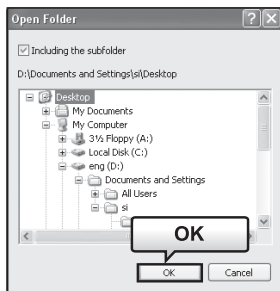 Open Folder
Including the subfolder
D:\Documents and Settings\si\Desktop
Desktop
My Documents
My Computer
3½ Floppy (A:)
Local Disk (C:)
eng (D:)
Documents and Settings
All Users
si
OK
OK Cancel